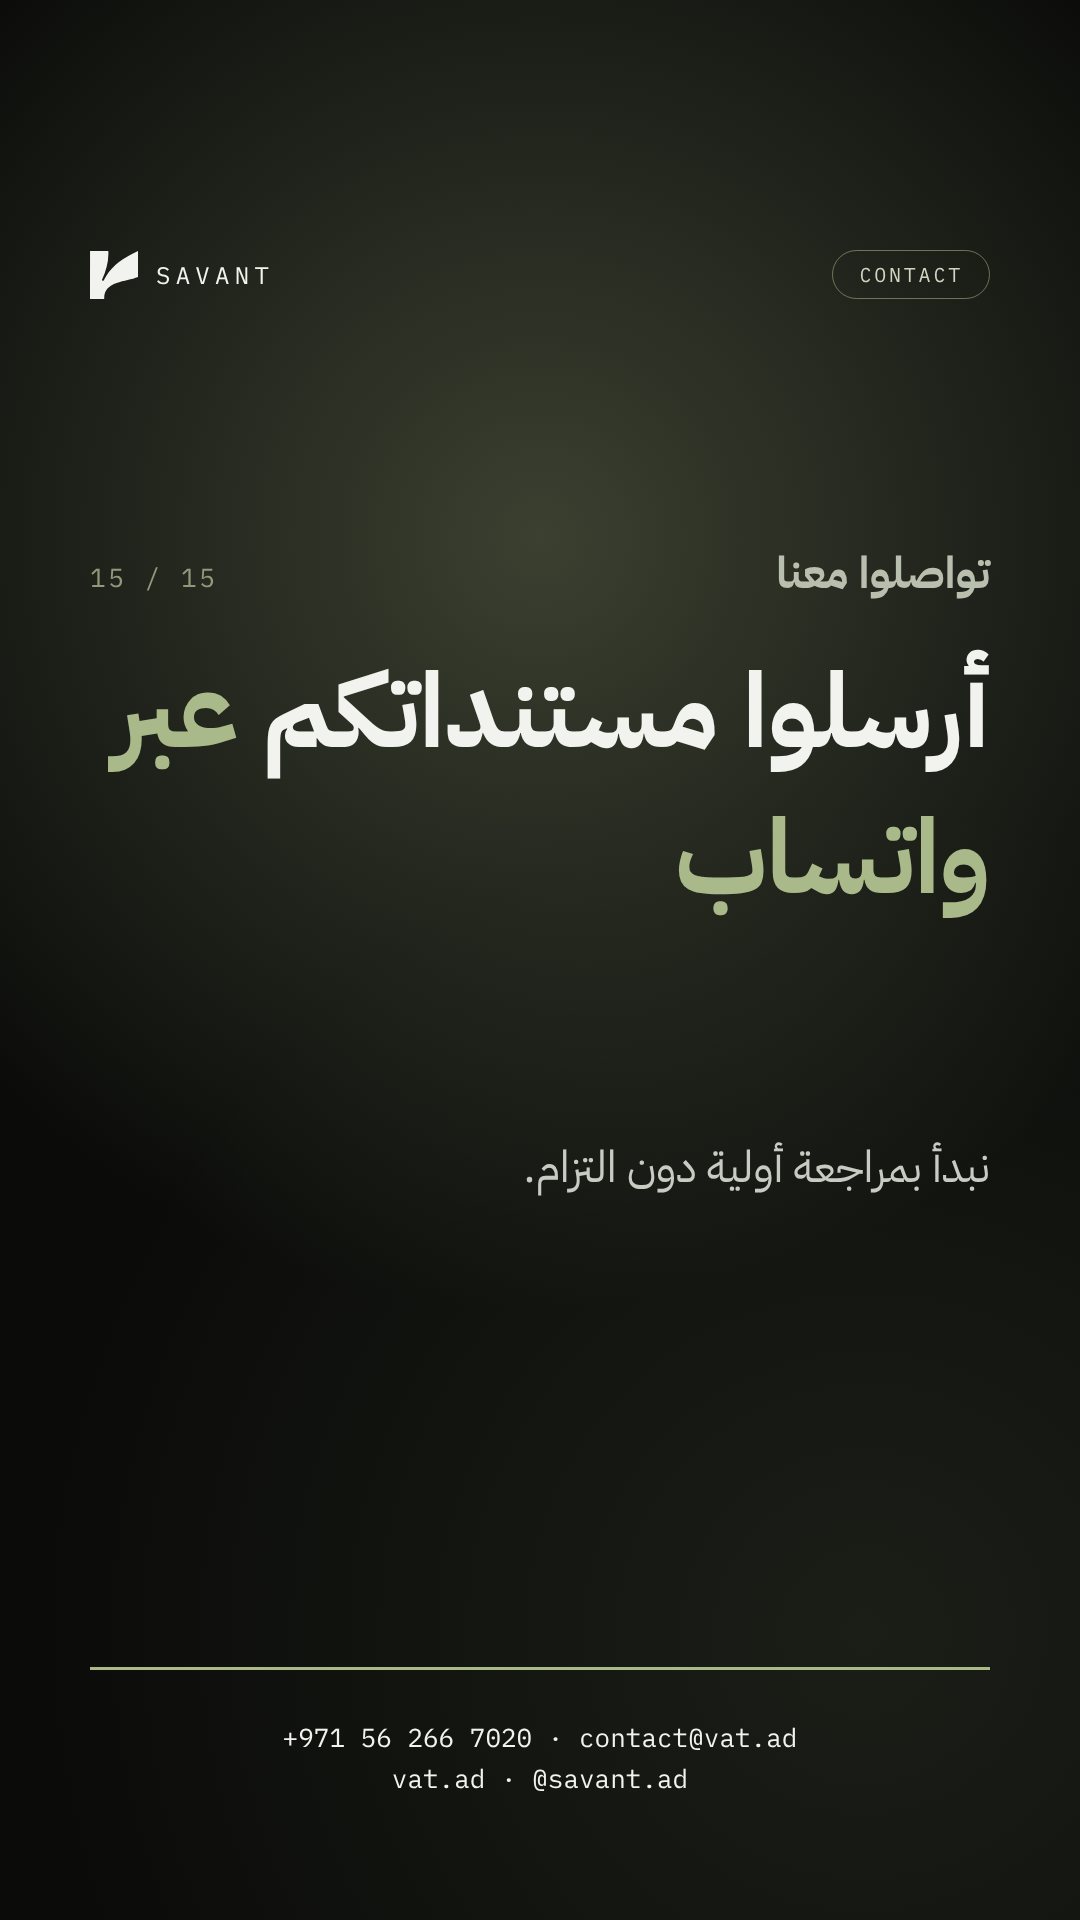 SAVANT
CONTACT
تواصلوا معنا
15 / 15
أرسلوا مستنداتكم عبر
واتساب
نبدأ بمراجعة أولية دون التزام.
+971 56 266 7020 · contact@vat.ad
vat.ad · @savant.ad